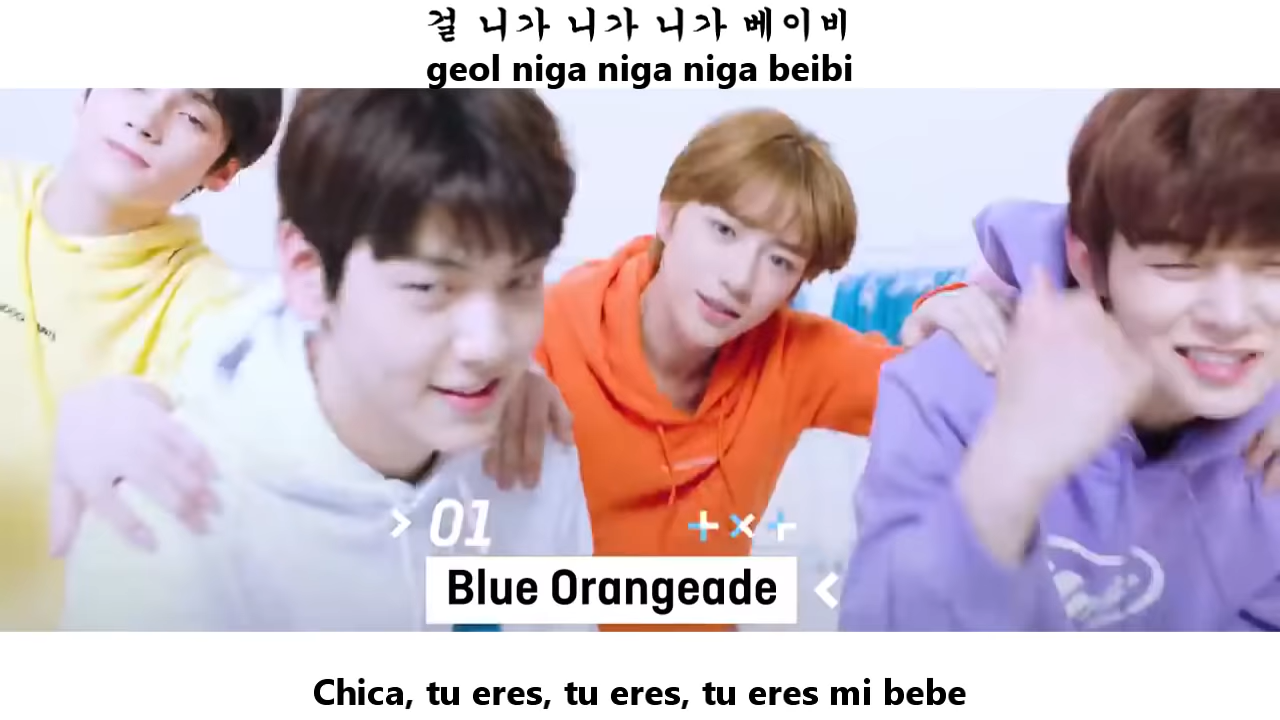 걸 니가 니가 니가 베이비
geol niga niga niga beibi
01
+×+
Blue Orangeade
Chica, tu eres, tu eres, tu eres mi bebe